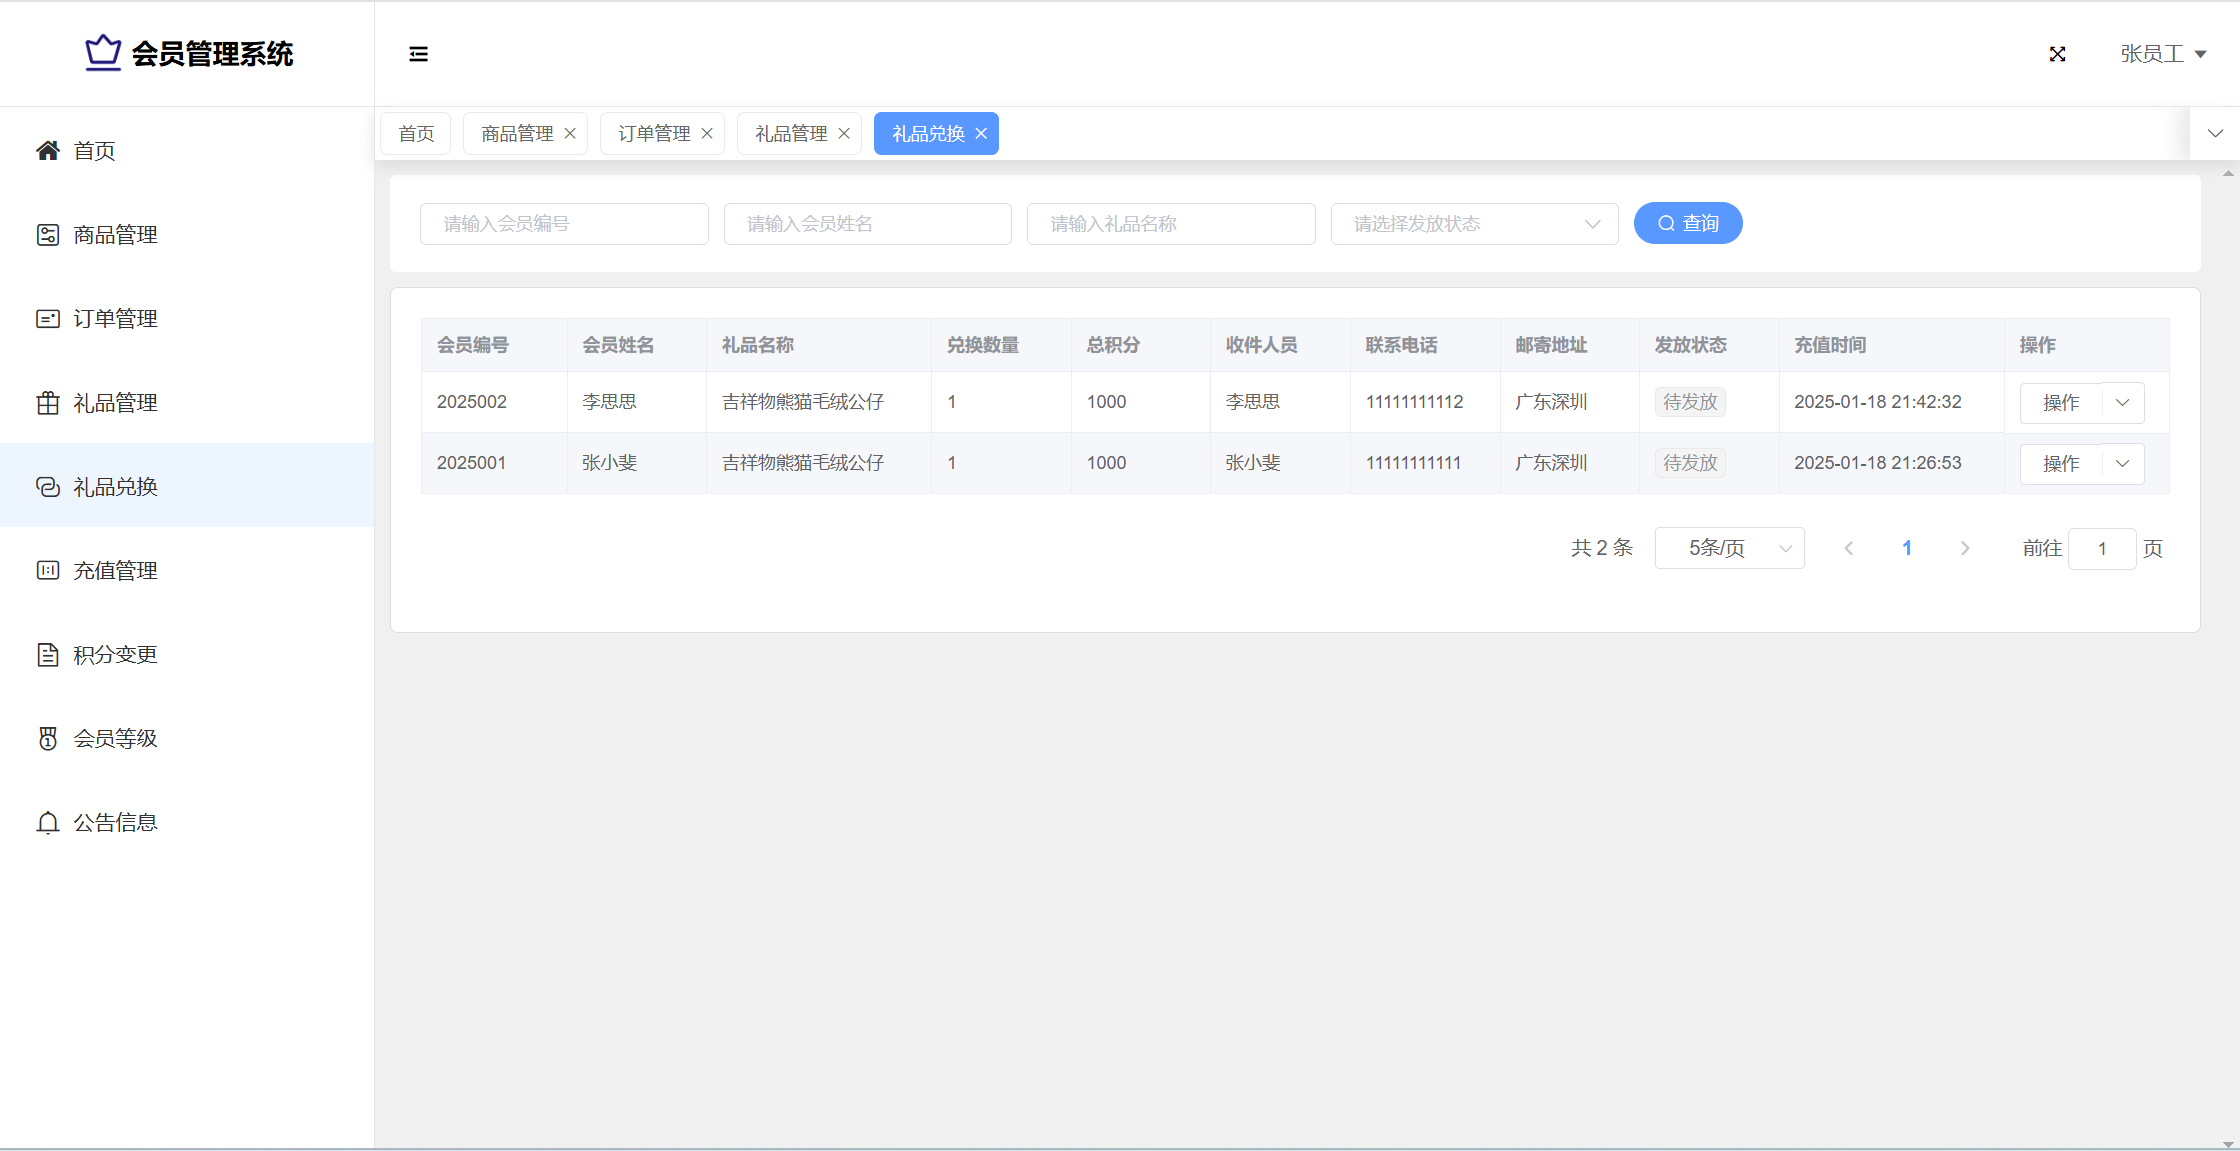 会员管理系统
张员工
首页
商品管理
订单管理
礼品管理
礼品兑换
充值管理
积分变更
会员等级
公告信息
首页 商品管理 订单管理 礼品管理 礼品兑换
请输入会员编号 请输入会员姓名 请输入礼品名称 请选择发放状态 查询
会员编号 会员姓名 礼品名称 兑换数量 总积分 收件人员 联系电话 邮寄地址 发放状态 充值时间 操作
2025002 李思思 吉祥物熊猫毛绒公仔 1 1000 李思思 11111111112 广东深圳 待发放 2025-01-18 21:42:32 操作
2025001 张小斐 吉祥物熊猫毛绒公仔 1 1000 张小斐 11111111111 广东深圳 待发放 2025-01-18 21:26:53 操作
共 2 条 5条/页 1 前往 1 页